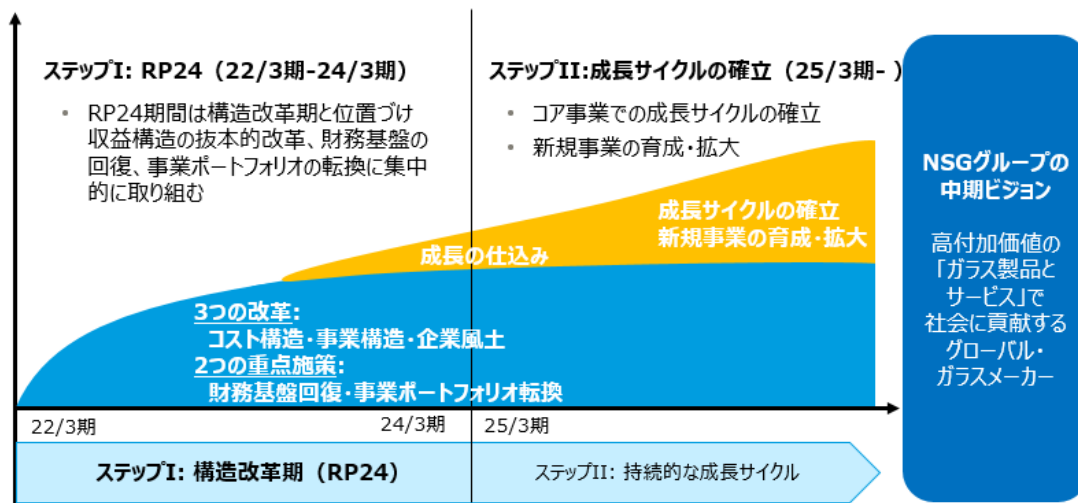 ステップI: RP24（22/3期-24/3期）
• RP24期間は構造改革期と位置づけ
収益構造の抜本的改革、財務基盤の
回復、事業ポートフォリオの転換に集中
的に取り組む
ステップII:成長サイクルの確立（25/3期- ）
• コア事業での成長サイクルの確立
• 新規事業の育成・拡大
成長サイクルの確立
新規事業の育成・拡大
成長の仕込み
3つの改革:
コスト構造・事業構造・企業風土
2つの重点施策:
財務基盤回復・事業ポートフォリオ転換
22/3期
24/3期
25/3期
ステップI: 構造改革期（RP24）
ステップII: 持続的な成長サイクル
NSGグループの
中期ビジョン
高付加価値の
「ガラス製品と
サービス」で
社会に貢献する
グローバル・
ガラスメーカー